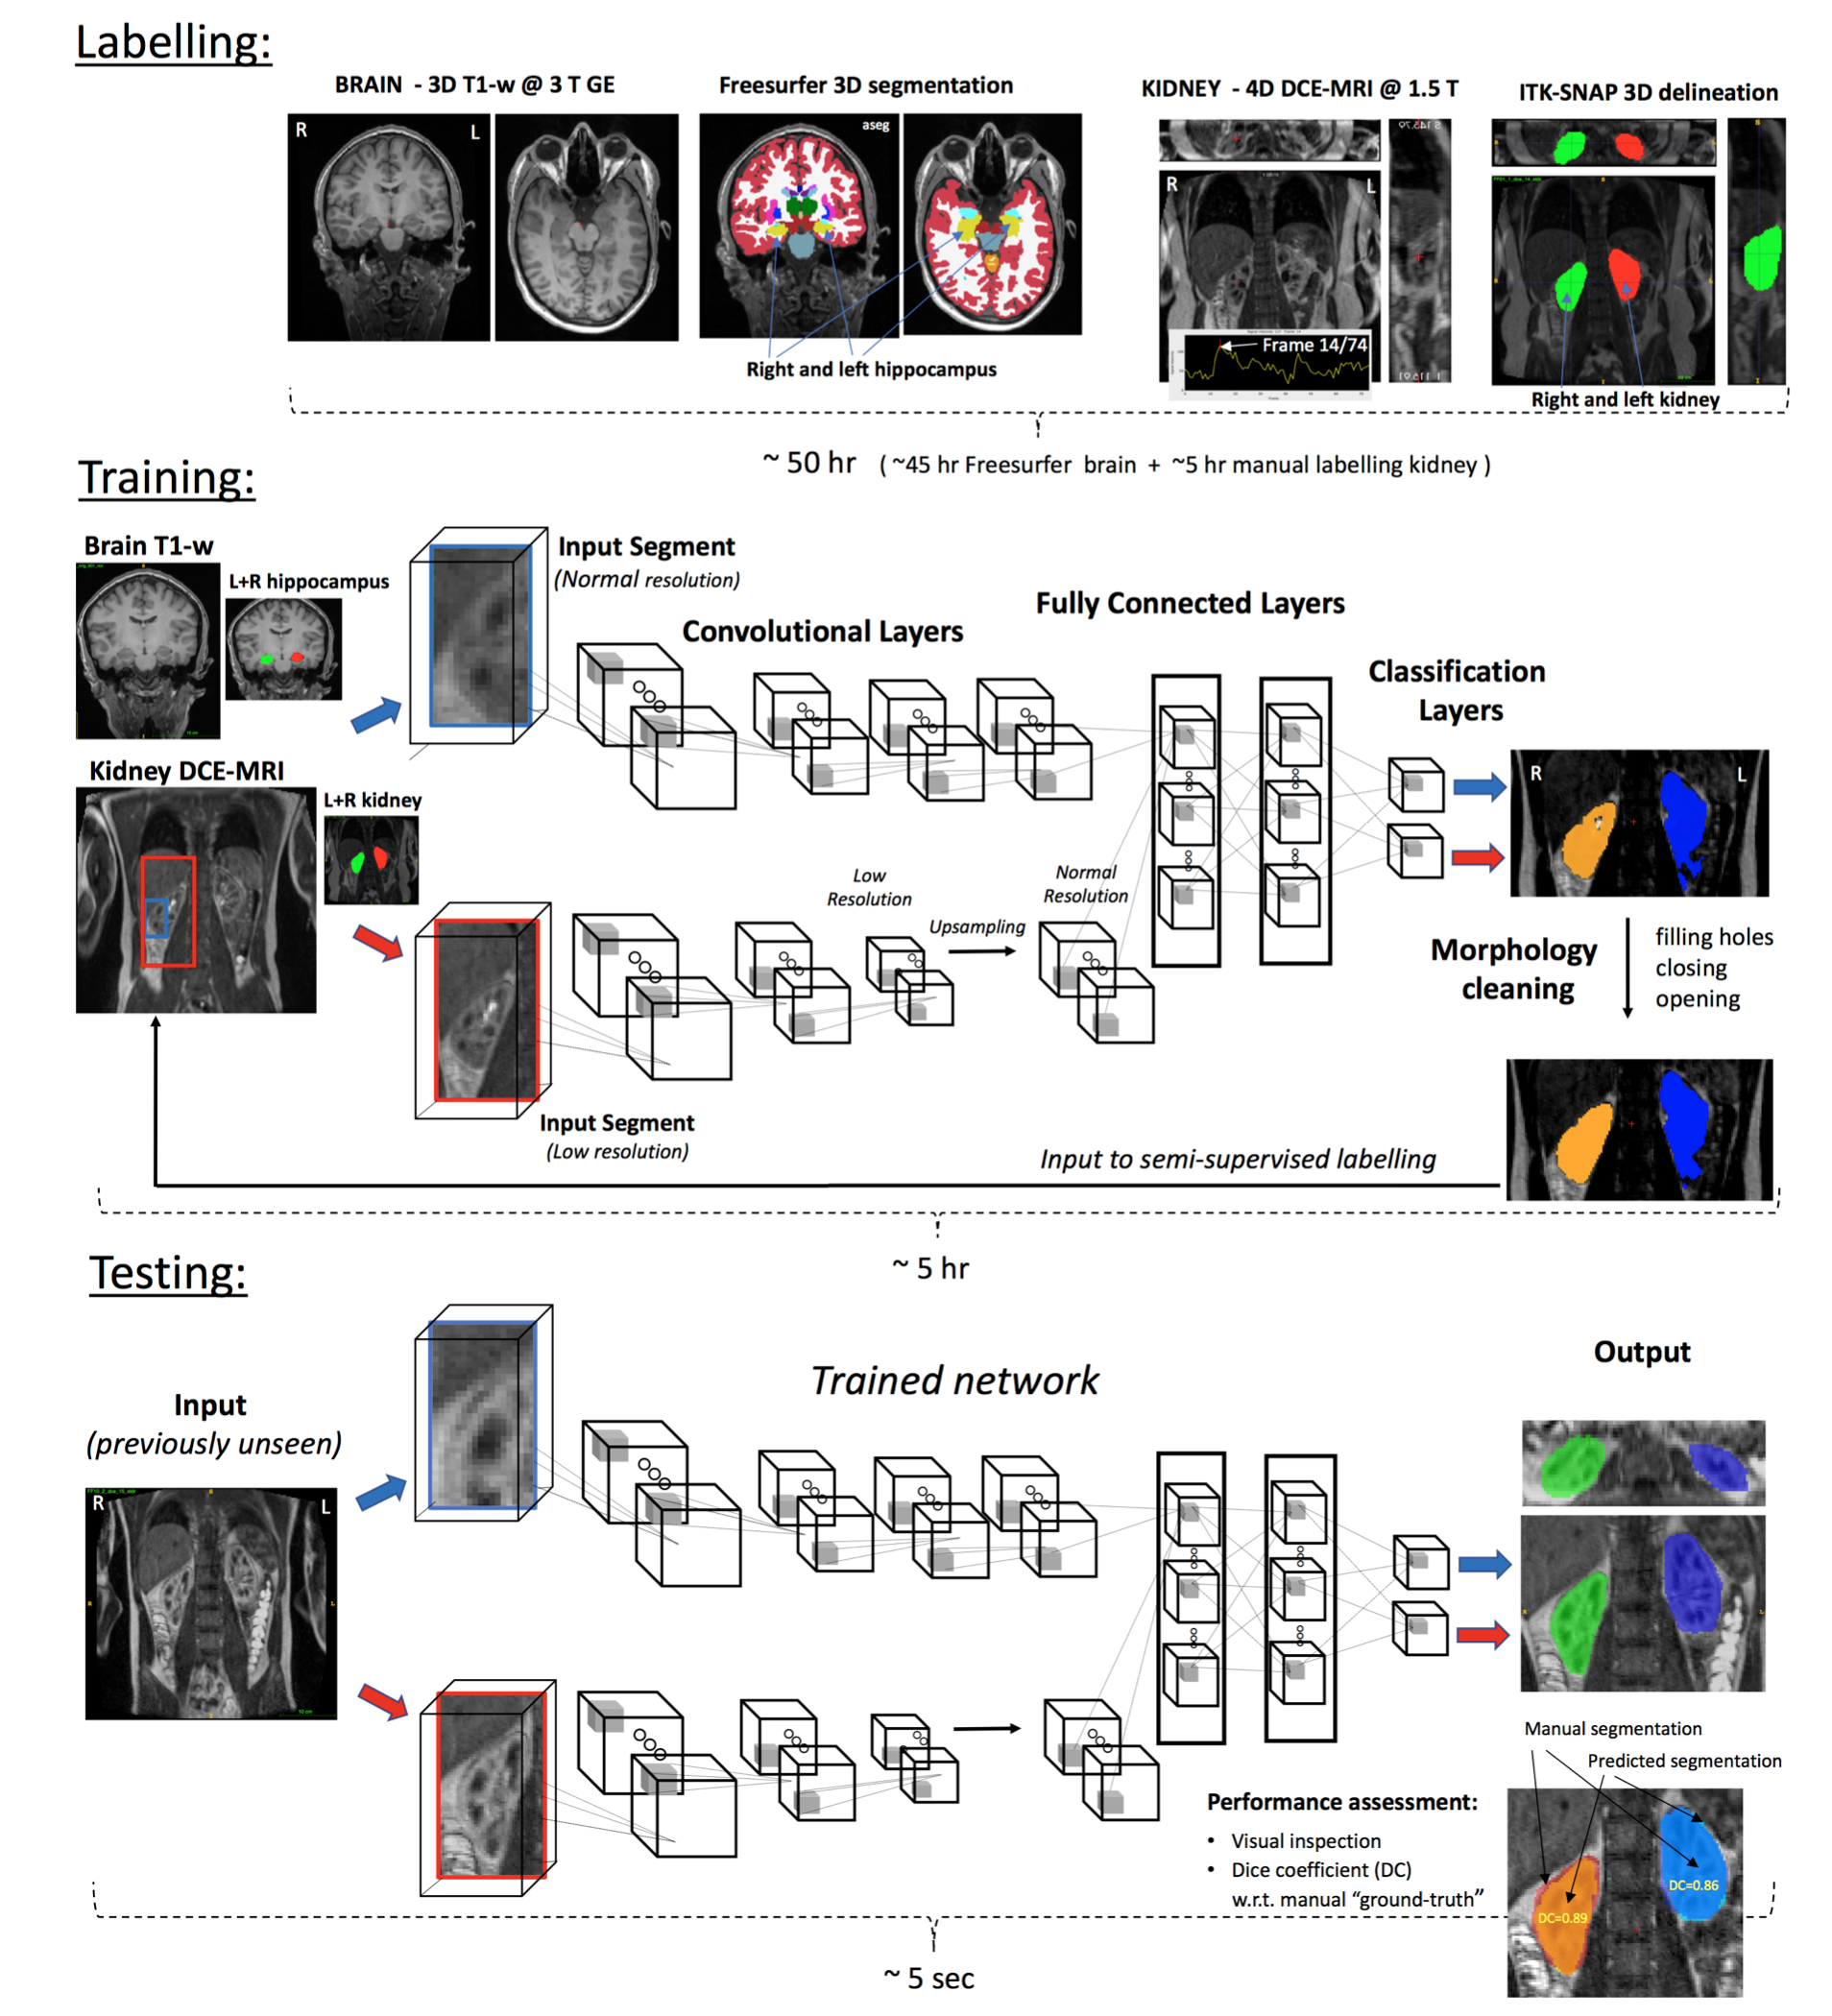 Labelling:
BRAIN - 3D T1-w @ 3 T GE
Freesurfer 3D segmentation
KIDNEY - 4D DCE-MRI @ 1.5 T
ITK-SNAP 3D delineation
R
L
aseg
R
L
Frame 14/74
Right and left hippocampus
Right and left kidney
~ 50 hr ( ~45 hr Freesurfer brain + ~5 hr manual labelling kidney )
Training:
Brain T1-w
L+R hippocampus
Input Segment
(Normal resolution)
Convolutional Layers
Fully Connected Layers
Classification
Layers
Kidney DCE-MRI
L+R kidney
R
L
Low
Resolution
Upsampling
Normal
Resolution
Morphology
cleaning
filling holes
closing
opening
Input Segment
(Low resolution)
Input to semi-supervised labelling
~ 5 hr
Testing:
Trained network
Output
Input
(previously unseen)
R
L
Manual segmentation
Predicted segmentation
Performance assessment:
• Visual inspection
• Dice coefficient (DC)
w.r.t. manual “ground-truth”
DC=0.86
DC=0.89
~ 5 sec